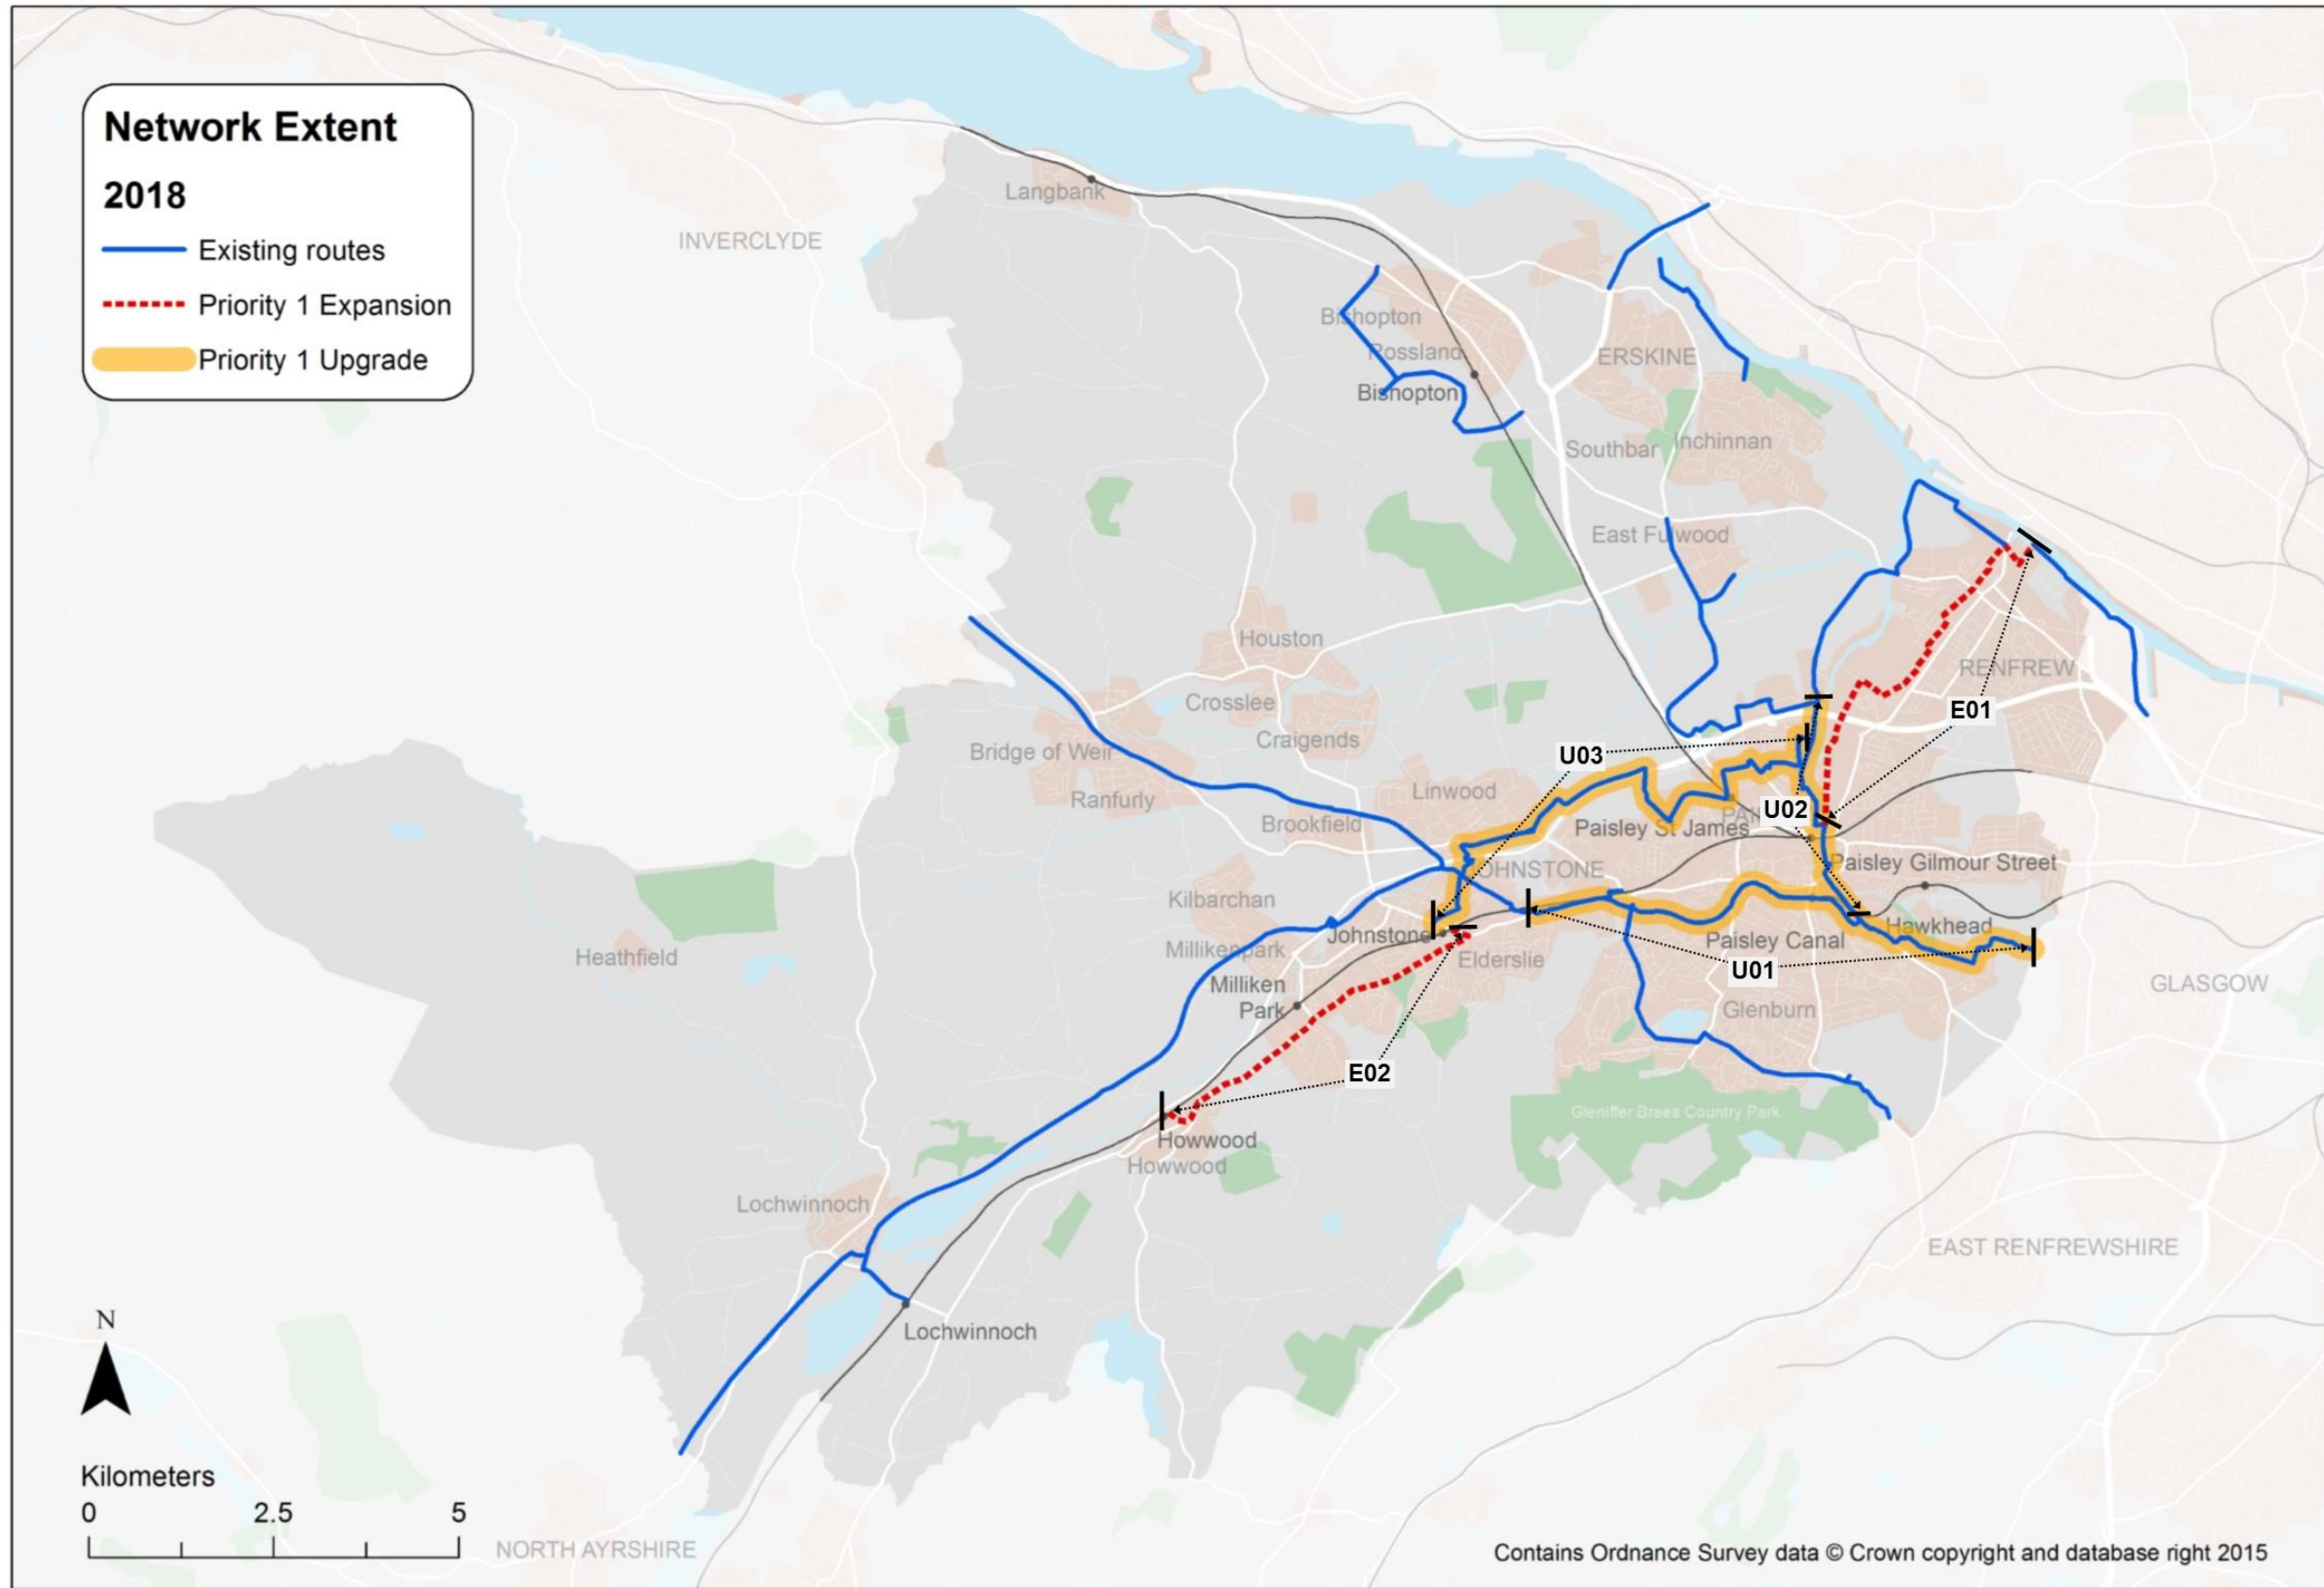 Network Extent
2018
Existing routes
Priority 1 Expansion
Priority 1 Upgrade
Langbank
INVERCLYDE
Bishopton
Rossland
ERSKINE
Bishopton
Southbar
Inchinnan
East Fulwood
Houston
RENFREW
Crosslee
E01
Craigends
Bridge of Weir
U03
Linwood
Ranfurly
U02
Brookfield
Paisley St James
Paisley Gilmour Street
OHNSTONE
Kilbarchan
Hawkhead
Johnstone
Paisley Canal
Millikenpark
Heathfield
Elderslie
U01
GLASGOW
Milliken
Park
Glenburn
E02
Gleniffer Braes Country Park
Howwood
Howwood
Lochwinnoch
EAST RENFREWSHIRE
N
Lochwinnoch
Kilometers
0 2.5 5
NORTH AYRSHIRE
Contains Ordnance Survey data © Crown copyright and database right 2015